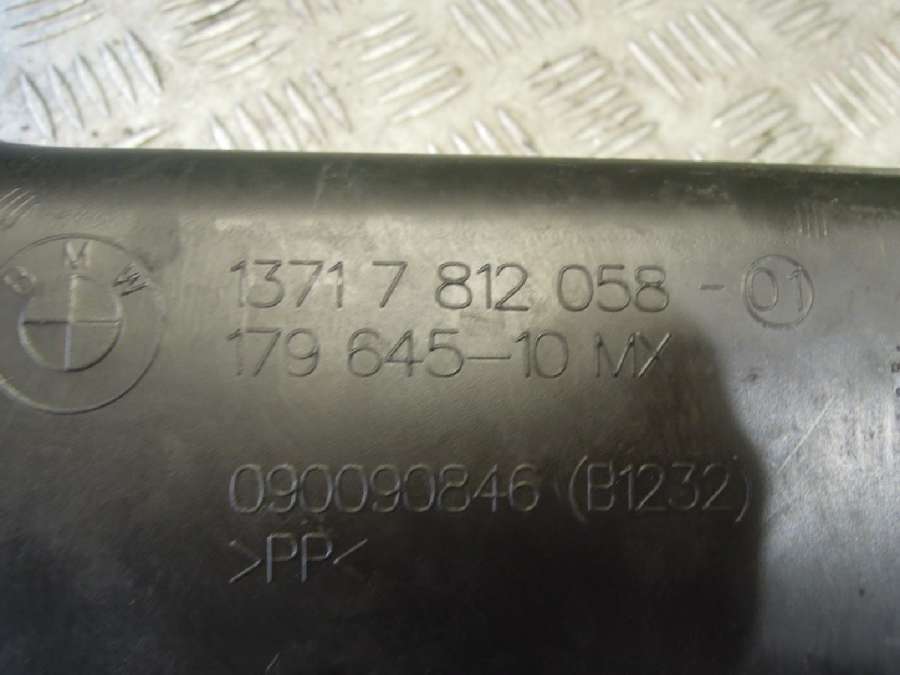 BMW
1371 7 812 058 - 01
179 645-10 MX
090090846 (B1232)
>PP<